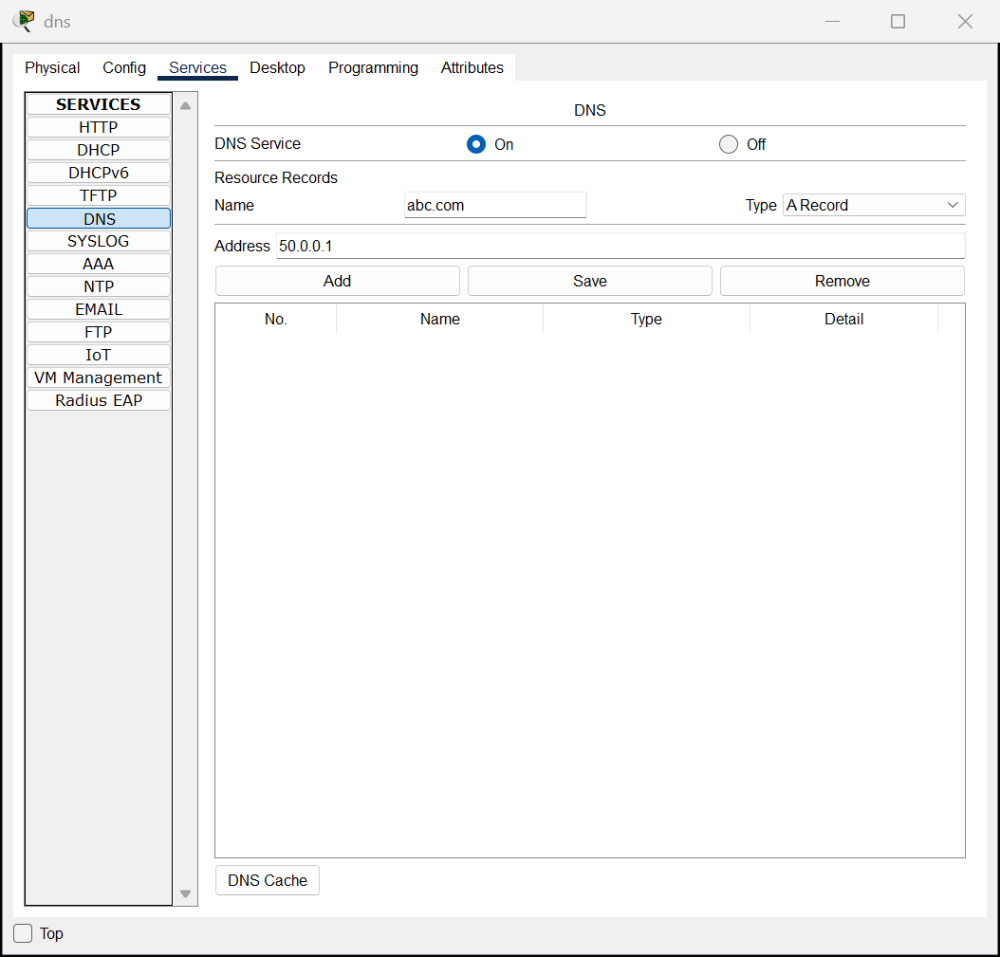 dns
Physical Config Services Desktop Programming Attributes
SERVICES
HTTP
DHCP
DHCPv6
TFTP
DNS
SYSLOG
AAA
NTP
EMAIL
FTP
IoT
VM Management
Radius EAP
DNS
DNS Service On Off
Resource Records
Name abc.com Type A Record
Address 50.0.0.1
Add Save Remove
No. Name Type Detail
DNS Cache
Top